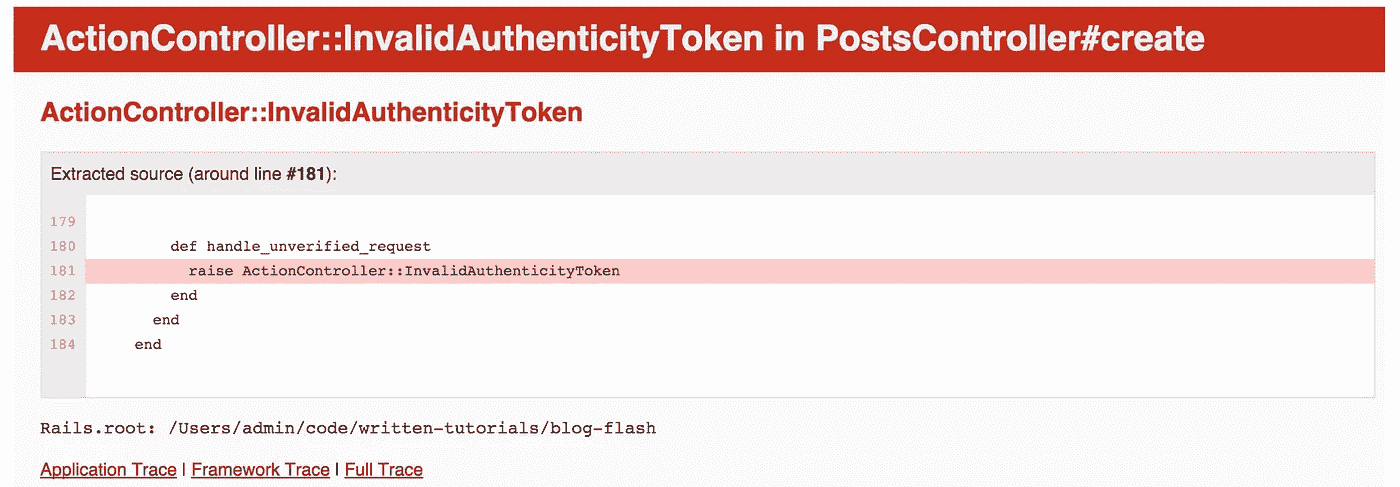 ActionController::InvalidAuthenticityToken in PostsController#create
ActionController::InvalidAuthenticityToken
Extracted source (around line #181):
179
180 def handle_unverified_request
181 raise ActionController::InvalidAuthenticityToken
182 end
183 end
184 end
Rails.root: /Users/admin/code/written-tutorials/blog-flash
Application Trace | Framework Trace | Full Trace